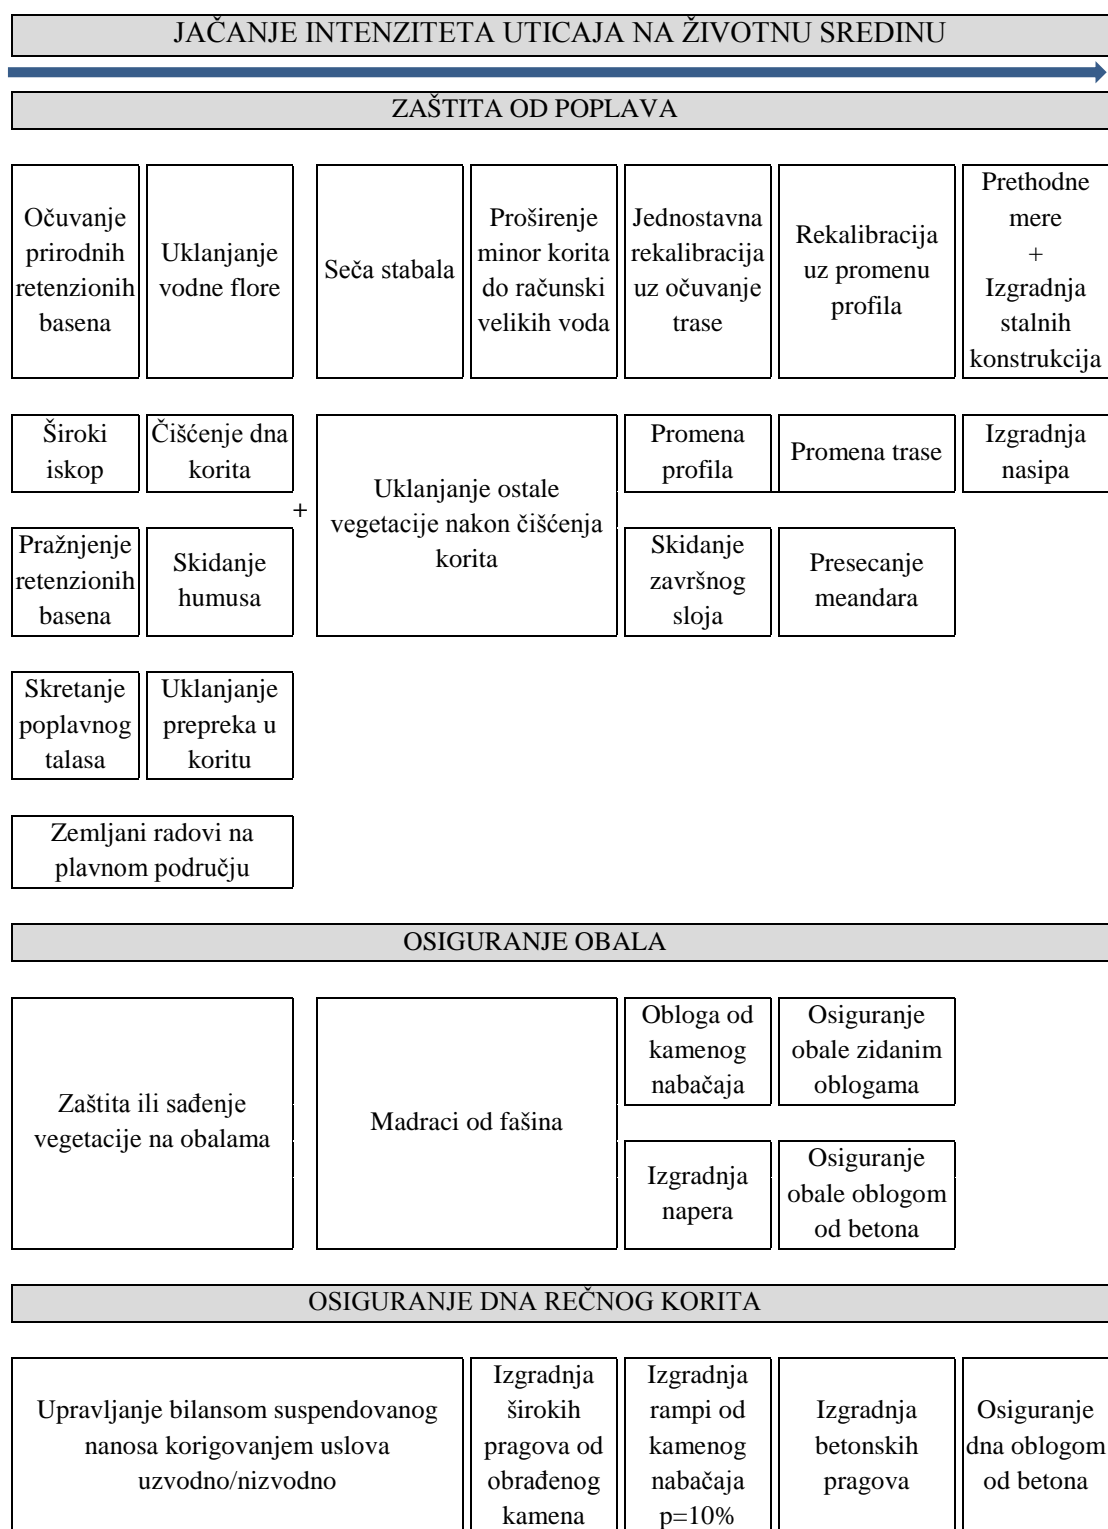 JAČANJE INTENZITETA UTICAJA NA ŽIVOTNU SREDINU
ZAŠTITA OD POPLAVA
Očuvanje
prirodnih
retenzionih
basena
Uklanjanje
vodne flore
Seča stabala
Proširenje
minor korita
do računski
velikih voda
Jednostavna
rekalibracija
uz očuvanje
trase
Rekalibracija
uz promenu
profila
Prethodne
mere
+
Izgradnja
stalnih
konstrukcija
Široki
iskop
Čišćenje dna
korita
+
Uklanjanje ostale
vegetacije nakon čišćenja
korita
Promena
profila
Promena trase
Izgradnja
nasipa
Pražnjenje
retenzionih
basena
Skidanje
humusa
Skidanje
završnog
sloja
Presecanje
meandara
Skretanje
poplavnog
talasa
Uklanjanje
prepreka u
koritu
Zemljani radovi na
plavnom području
OSIGURANJE OBALA
Zaštita ili sađenje
vegetacije na obalama
Madraci od fašina
Obloga od
kamenog
nabačaja
Osiguranje
obale zidanim
oblogama
Izgradnja
napera
Osiguranje
obale oblogom
od betona
OSIGURANJE DNA REČNOG KORITA
Upravljanje bilansom suspendovanog
nanosa korigovanjem uslova
uzvodno/nizvodno
Izgradnja
širokih
pragova od
obrađenog
kamena
Izgradnja
rampi od
kamenog
nabačaja
p=10%
Izgradnja
betonskih
pragova
Osiguranje
dna oblogom
od betona